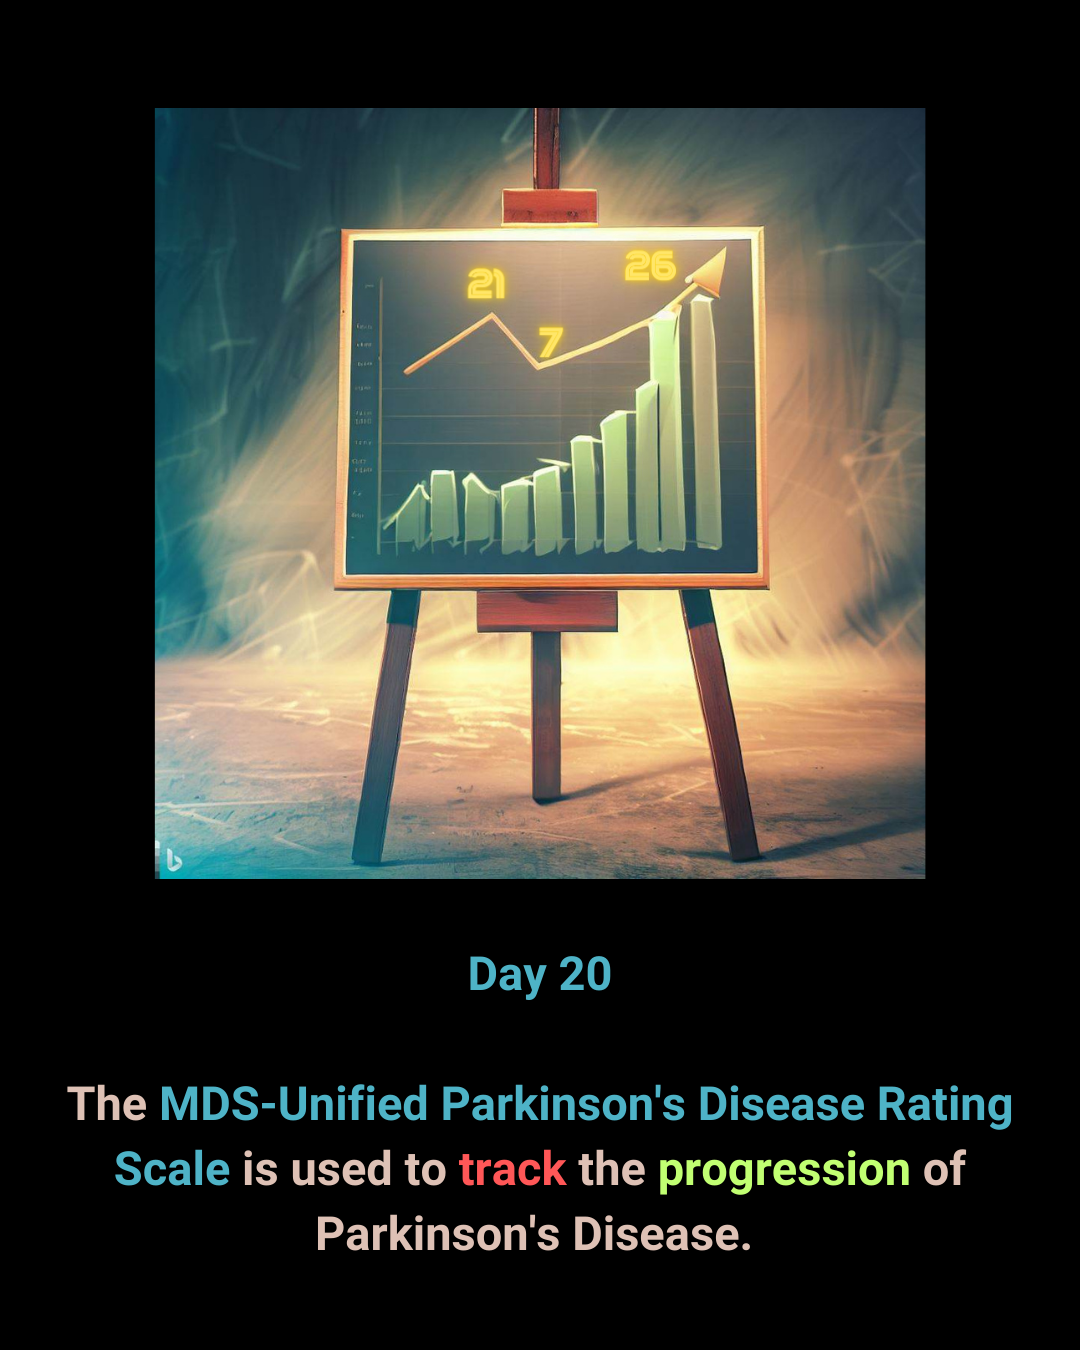 21
26
7
Day 20
The MDS-Unified Parkinson's Disease Rating
Scale is used to track the progression of
Parkinson's Disease.